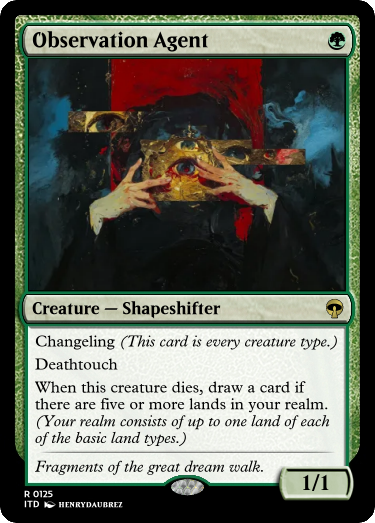 Observation Agent
Creature — Shapeshifter
Changeling (This card is every creature type.)
Deathtouch
When this creature dies, draw a card if
there are five or more lands in your realm.
(Your realm consists of up to one land of each
of the basic land types.)
Fragments of the great dream walk.
1/1
R 0125
ITD HENRYDAUBREZ